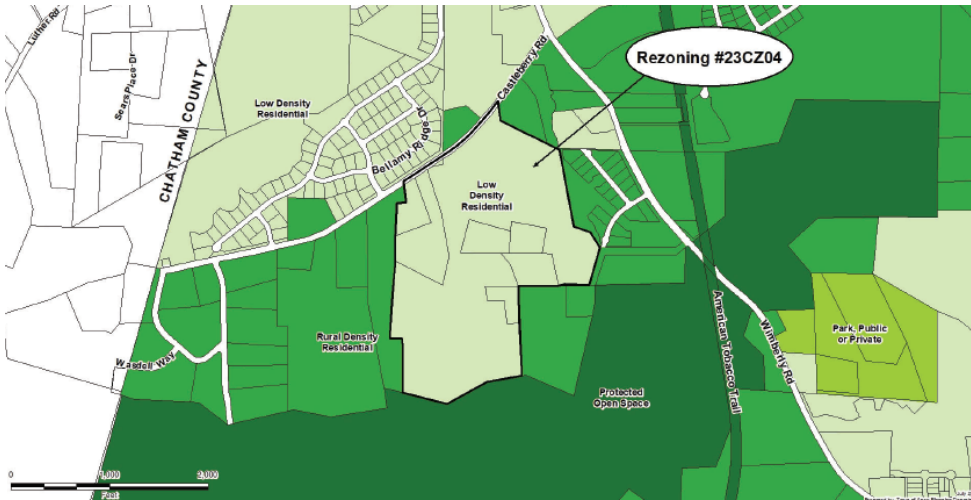 Luther Rd
Sears Place Dr
CHATHAM COUNTY
Low Density
Residential
Bellamy Ridge Dr
Castleberry Rd
Rezoning #23CZ04
Low
Density
Residential
Rural Density
Residential
Wasdell Way
American Tobacco Trail
Wimberly Rd
Park, Public
or Private
Protected
Open Space
0 1,000 2,000
Feet